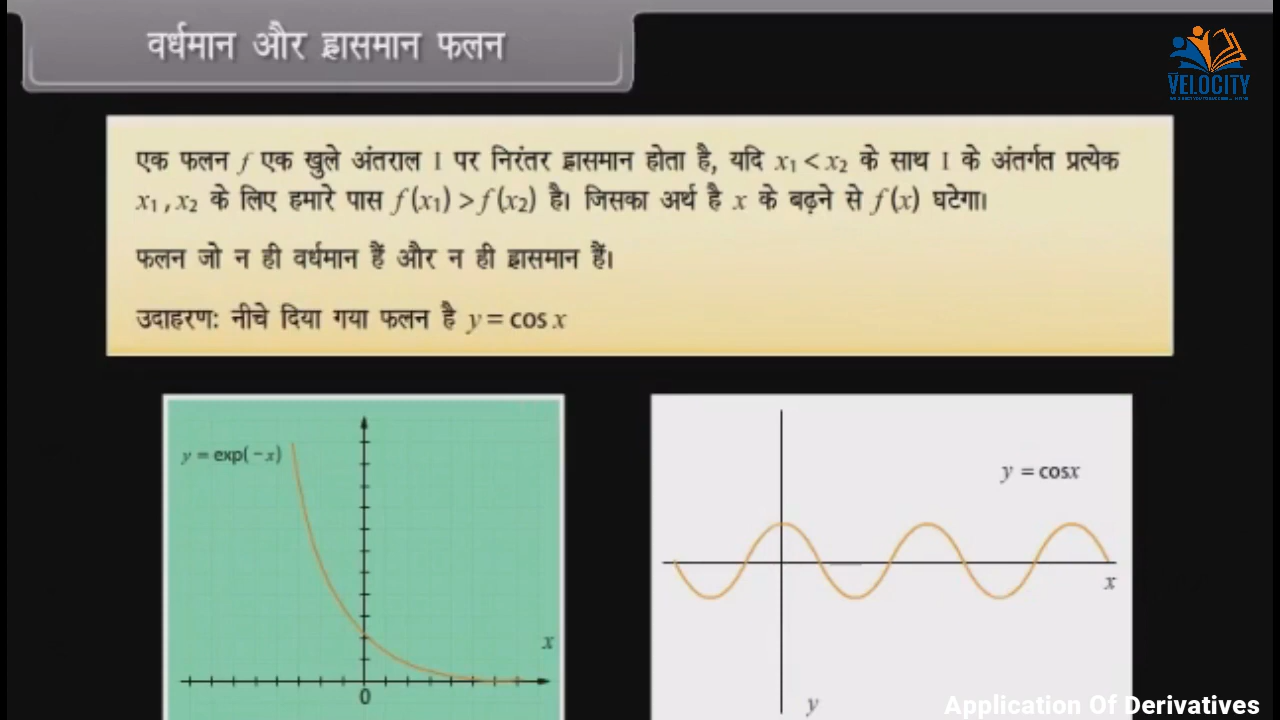 वर्धमान और ह्रासमान फलन
VELOCITY
एक फलन f एक खुले अंतराल I पर निरंतर ह्रासमान होता है, यदि x₁ < x₂ के साथ I के अंतर्गत प्रत्येक
x₁, x₂ के लिए हमारे पास f(x₁) > f(x₂) है। जिसका अर्थ है x के बढ़ने से f(x) घटेगा।
फलन जो न ही वर्धमान हैं और न ही ह्रासमान हैं।
उदाहरण: नीचे दिया गया फलन है y = cos x
y = exp(−x)
x
0
y = cosx
x
y
Application Of Derivatives